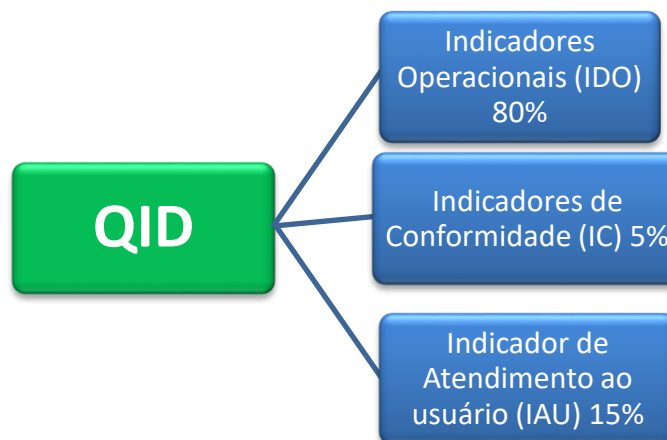 QID
Indicadores
Operacionais (IDO)
80%
Indicadores de
Conformidade (IC) 5%
Indicador de
Atendimento ao
usuário (IAU) 15%